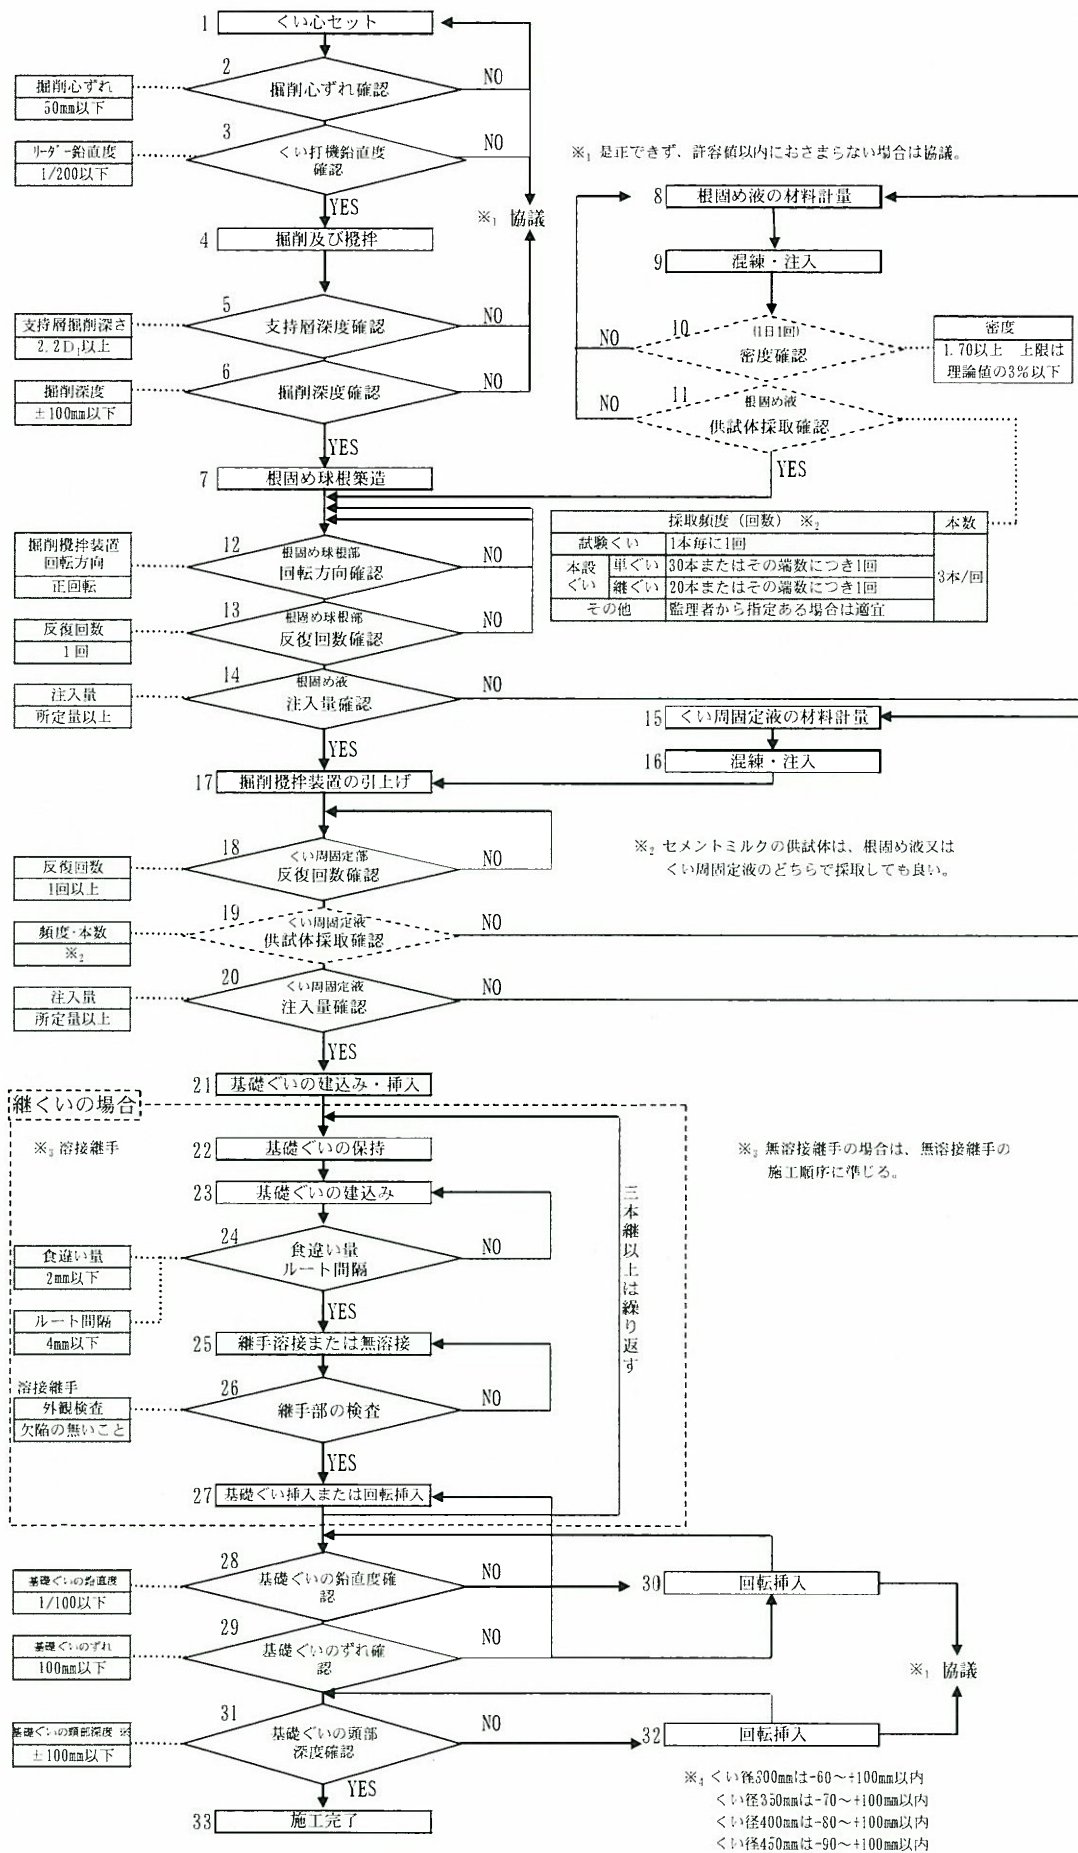 1 くい心セット
2
掘削心ずれ
50mm以下
掘削心ずれ確認
NO
3
リーダー鉛直度
1/200以下
くい打機鉛直度
確認
NO
YES
※1 協議
4 掘削及び攪拌
5
支持層掘削深さ
2.2D1以上
支持層深度確認
NO
6
掘削深度
±100mm以下
掘削深度確認
NO
YES
7 根固め球根築造
※1 是正できず、許容値以内におさまらない場合は協議。
8 根固め液の材料計量
9 混練・注入
10
(1日1回)
密度確認
NO
密度
1.70以上 上限は
理論値の3%以下
11
根固め液
供試体採取確認
NO
YES
採取頻度（回数） ※2 本数
試験くい 1本毎に1回
本設ぐい 単ぐい 30本またはその端数につき1回
継ぐい 20本またはその端数につき1回
その他 監理者から指定ある場合は適宜
3本/回
12
掘削攪拌装置
回転方向
正回転
根固め球根部
回転方向確認
NO
13
反復回数
1回
根固め球根部
反復回数確認
NO
14
注入量
所定量以上
根固め液
注入量確認
NO
YES
15 くい周固定液の材料計量
16 混練・注入
17 掘削攪拌装置の引上げ
18
反復回数
1回以上
くい周固定部
反復回数確認
NO
※2 セメントミルクの供試体は、根固め液又は
くい周固定液のどちらで採取しても良い。
19
頻度・本数
※2
くい周固定液
供試体採取確認
NO
20
注入量
所定量以上
くい周固定液
注入量確認
NO
YES
21 基礎ぐいの建込み・挿入
継ぐいの場合
※3 溶接継手
22 基礎ぐいの保持
※3 無溶接継手の場合は、無溶接継手の
施工順序に準じる。
23 基礎ぐいの建込み
三本継以上は繰り返す
24
食違い量
2mm以下
ルート間隔
4mm以下
食違い量
ルート間隔
NO
YES
25 継手溶接または無溶接
26
溶接継手
外観検査
欠陥の無いこと
継手部の検査
NO
YES
27 基礎ぐい挿入または回転挿入
28
基礎ぐいの鉛直度
1/100以下
基礎ぐいの鉛直度確
認
NO
30 回転挿入
29
基礎ぐいのずれ
100mm以下
基礎ぐいのずれ確
認
NO
※1 協議
31
基礎ぐいの頭部深度 ※4
±100mm以下
基礎ぐいの頭部
深度確認
NO
32 回転挿入
YES
33 施工完了
※4 くい径300mmは-60～+100mm以内
くい径350mmは-70～+100mm以内
くい径400mmは-80～+100mm以内
くい径450mmは-90～+100mm以内